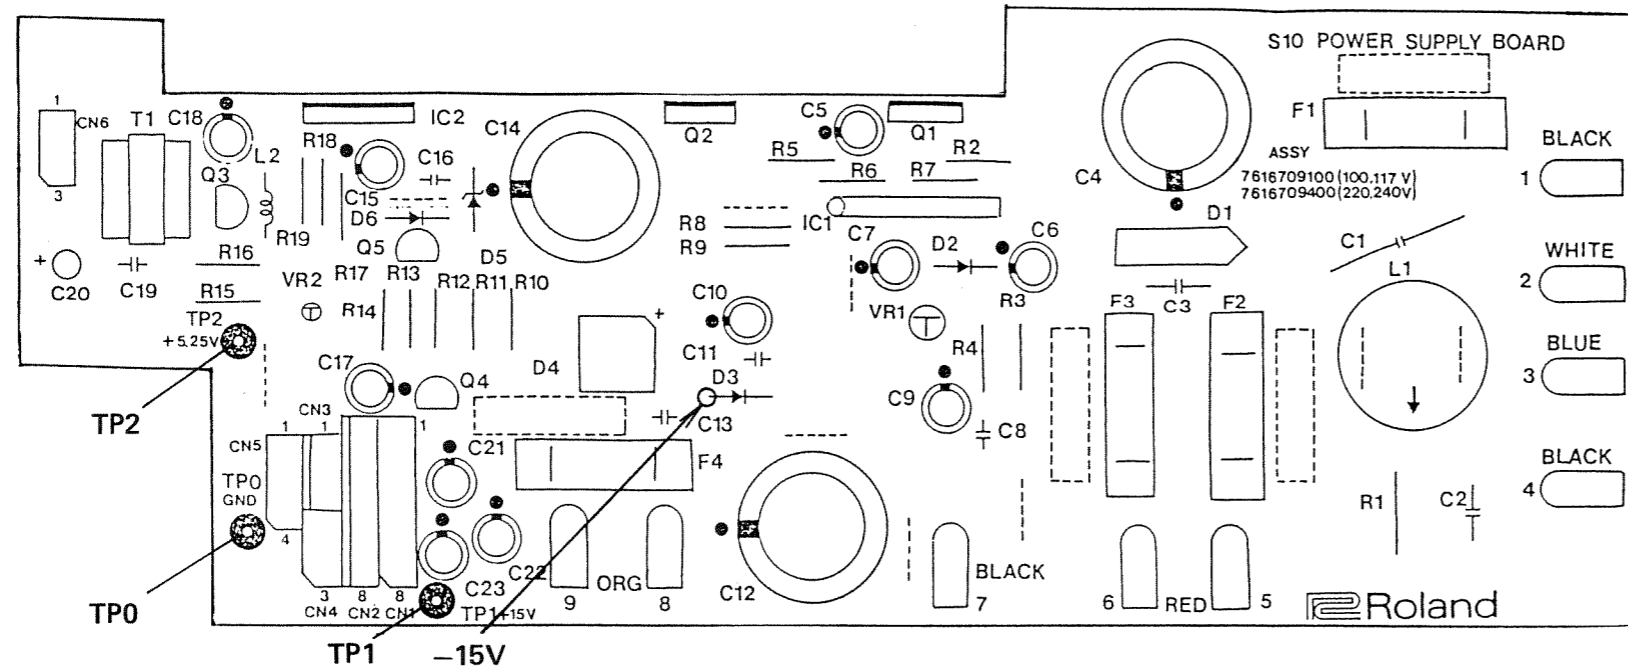 S10 POWER SUPPLY BOARD
F1
BLACK
1
ASSY
7616709100(100,117 V)
7616709400(220,240V)
C4
D1
C1
L1
WHITE
2
BLUE
3
BLACK
4
1
CN6
3
T1
C18
Q3
L2
R18
IC2
C16
C15
D6
Q5
R19
R16
VR2
R17
R13
R12
R11
R10
D5
C14
Q2
C5
Q1
R5
R2
R6
R7
R8
R9
IC1
C7
D2
C6
+
C20
C19
R15
R14
TP2
+5.25V
TP2
C10
C11
VR1
R3
R4
F3
C3
F2
C17
Q4
D4
+
D3
C13
C9
C8
CN3
CN5
1
1
1
C21
F4
TP0
GND
4
TP0
R1
C2
3
8
8
CN4
CN2
CN1
C23
C22
TP1+15V
9
ORG
8
C12
BLACK
7
6
RED
5
Roland
TP1
−15V